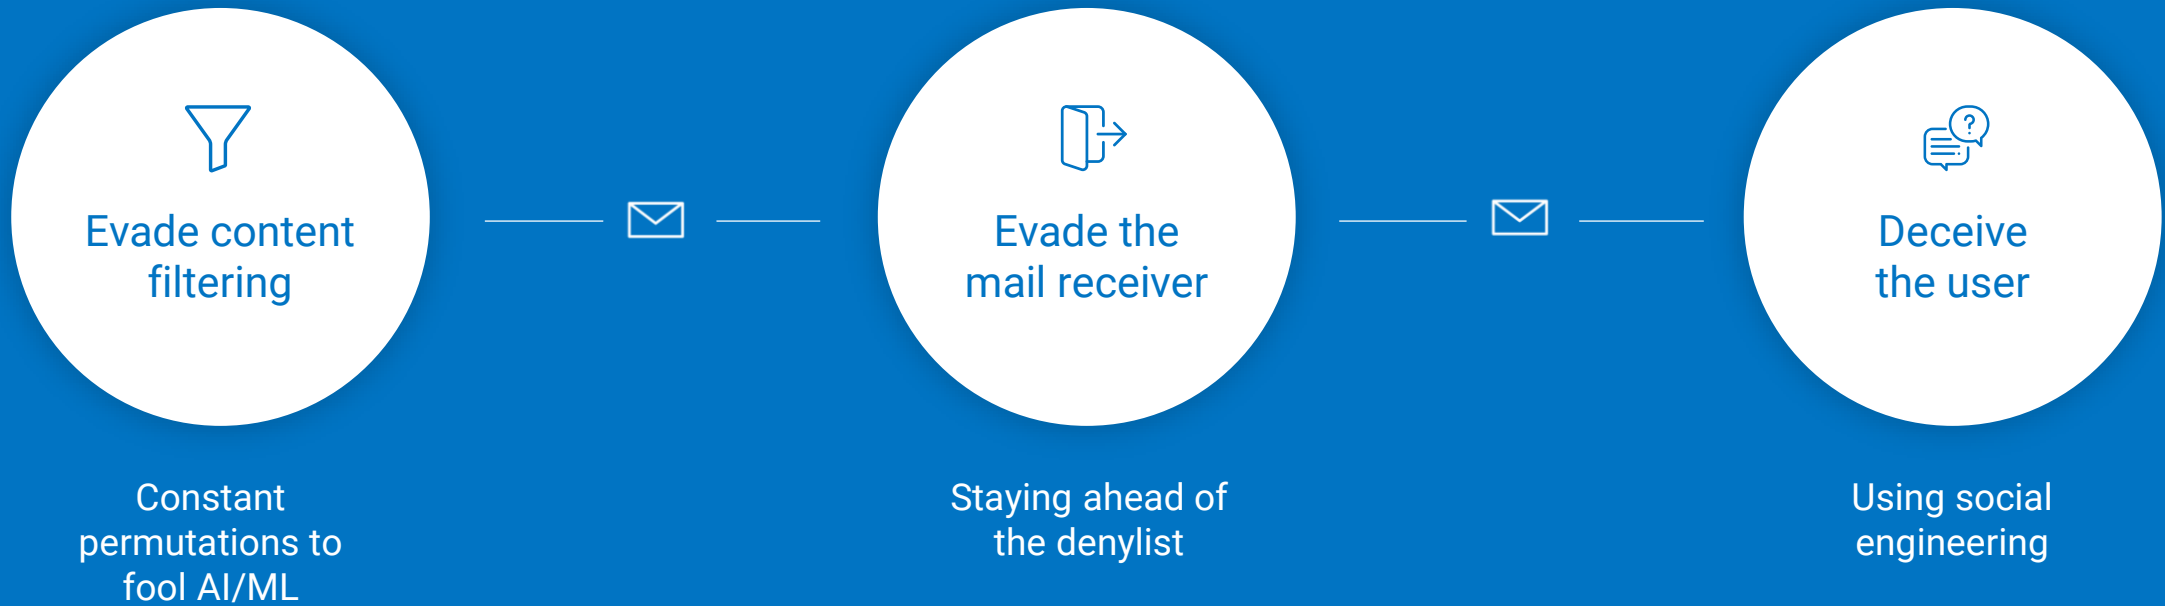 Evade content
filtering
Constant
permutations to
fool AI/ML
?
Evade the
mail receiver
Staying ahead of
the denylist
Deceive
the user
Using social
engineering